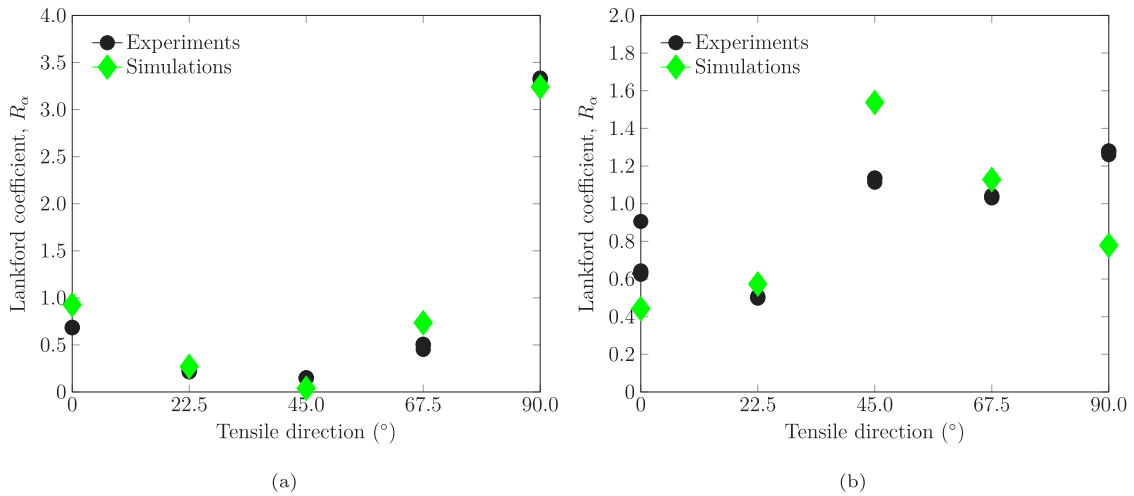 4.0
3.5
3.0
2.5
2.0
1.5
1.0
0.5
0
Lankford coefficient, Rα
Experiments
Simulations
0 22.5 45.0 67.5 90.0
Tensile direction (°)
(a)
2.0
1.8
1.6
1.4
1.2
1.0
0.8
0.6
0.4
0.2
0
Lankford coefficient, Rα
Experiments
Simulations
0 22.5 45.0 67.5 90.0
Tensile direction (°)
(b)